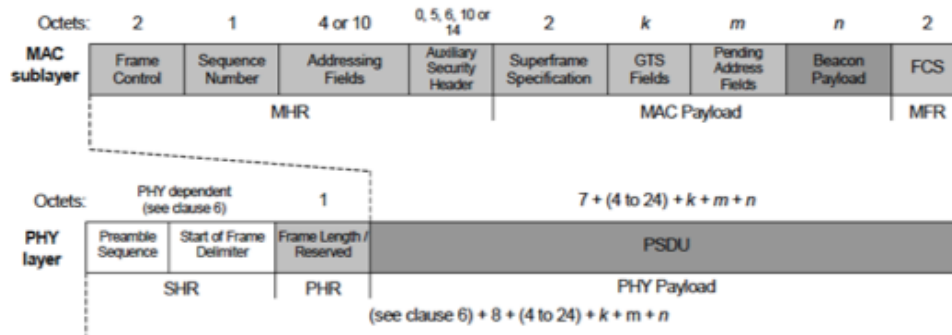 Octets: 2 1 4 or 10 0, 5, 6, 10 or 14 2 k m n 2
MAC sublayer Frame Control Sequence Number Addressing Fields Auxiliary Security Header Superframe Specification GTS Fields Pending Address Fields Beacon Payload FCS
MHR MAC Payload MFR
Octets: PHY dependent (see clause 6) 1 7 + (4 to 24) + k + m + n
PHY layer Preamble Sequence Start of Frame Delimiter Frame Length / Reserved PSDU
SHR PHR PHY Payload
(see clause 6) + 8 + (4 to 24) + k + m + n